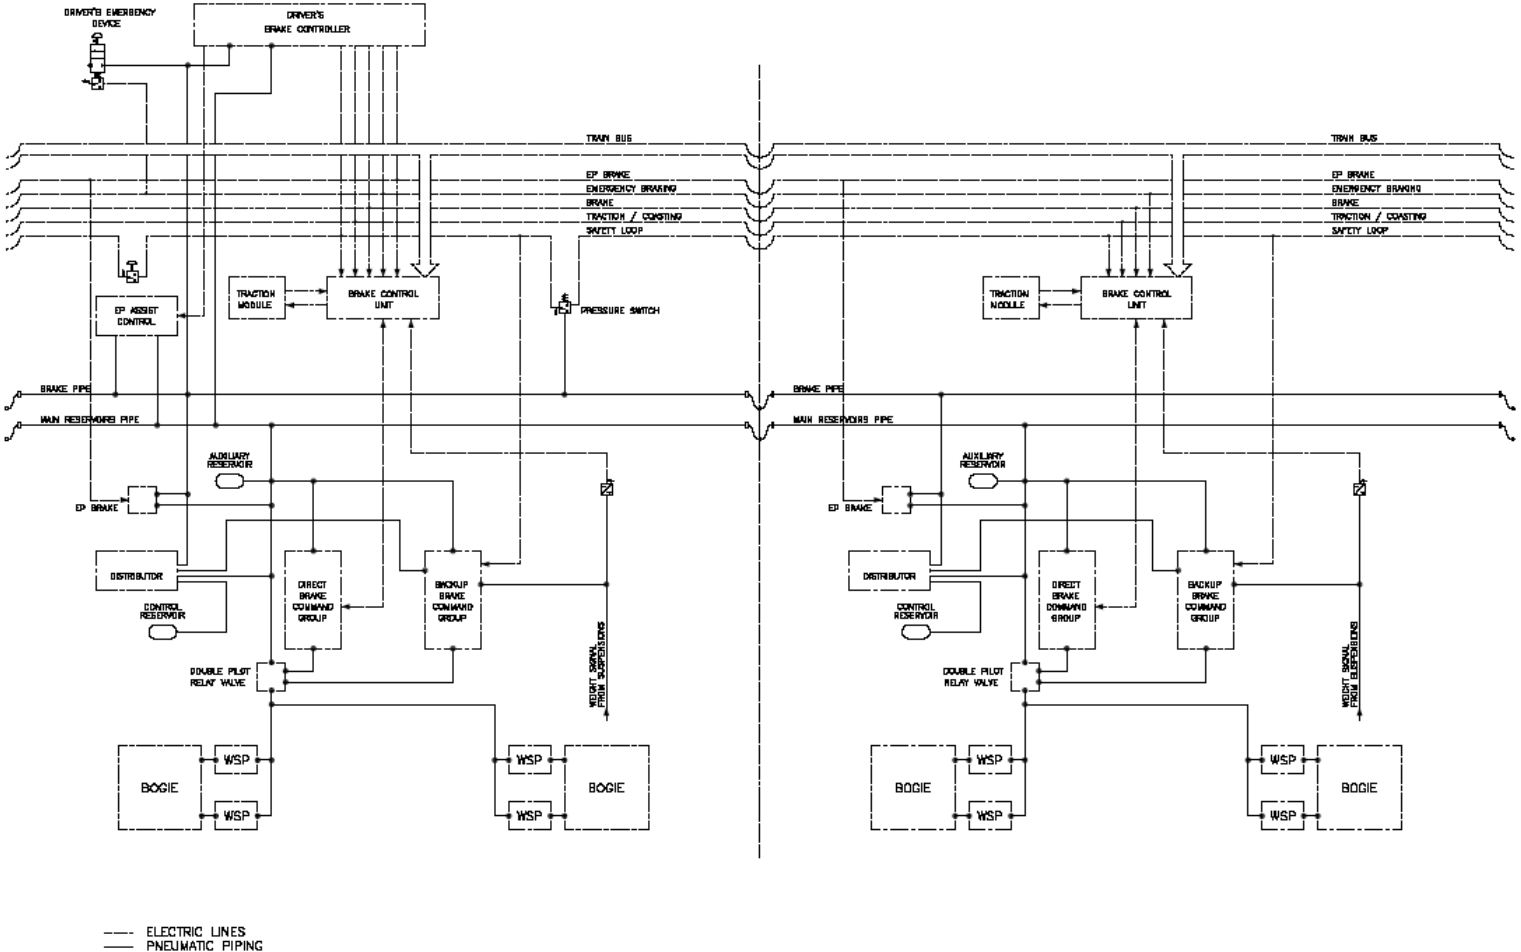 DRIVER'S EMERGENCY
DEVICE
DRIVER'S
BRAKE CONTROLLER
TRAIN BUS
TRAIN BUS
EP BRAKE
EMERGENCY BRAKING
BRAKE
TRACTION / COASTING
SAFETY LOOP
EP BRAKE
EMERGENCY BRAKING
BRAKE
TRACTION / COASTING
SAFETY LOOP
EP ASSIST
CONTROL
TRACTION
MODULE
BRAKE CONTROL
UNIT
PRESSURE SWITCH
TRACTION
MODULE
BRAKE CONTROL
UNIT
BRAKE PIPE
MAIN RESERVOIRS PIPE
BRAKE PIPE
MAIN RESERVOIRS PIPE
AUXILIARY
RESERVOIR
EP BRAKE
AUXILIARY
RESERVOIR
EP BRAKE
DISTRIBUTOR
CONTROL
RESERVOIR
DIRECT
BRAKE
COMMAND
GROUP
BACKUP
BRAKE
COMMAND
GROUP
WEIGHT SIGNAL
FROM SUSPENSIONS
DOUBLE PILOT
RELAY VALVE
DISTRIBUTOR
CONTROL
RESERVOIR
DIRECT
BRAKE
COMMAND
GROUP
BACKUP
BRAKE
COMMAND
GROUP
WEIGHT SIGNAL
FROM SUSPENSIONS
DOUBLE PILOT
RELAY VALVE
BOGIE
WSP
WSP
WSP
WSP
BOGIE
BOGIE
WSP
WSP
WSP
WSP
BOGIE
ELECTRIC LINES
PNEUMATIC PIPING